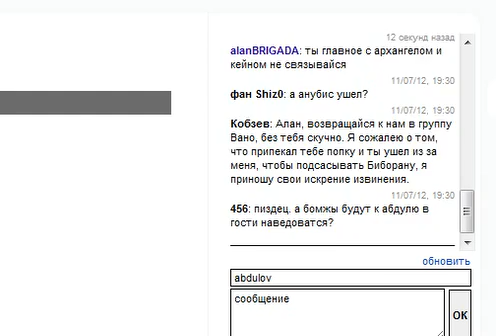 12 секунд назад
alanBRIGADA: ты главное с архангелом и
кейном не связывайся
11/07/12, 19:30
фан Shiz0: а анубис ушел?
11/07/12, 19:30
Кобзев: Алан, возвращайся к нам в группу
Вано, без тебя скучно. Я сожалею о том,
что припекал тебе попку и ты ушел из за
меня, чтобы подсасывать Биборану, я
приношу свои искрение извинения.
11/07/12, 19:30
456: пиздец. а бомжы будут к абдулю в
гости наведоватся?
обновить
abdulov
сообщение
ОК